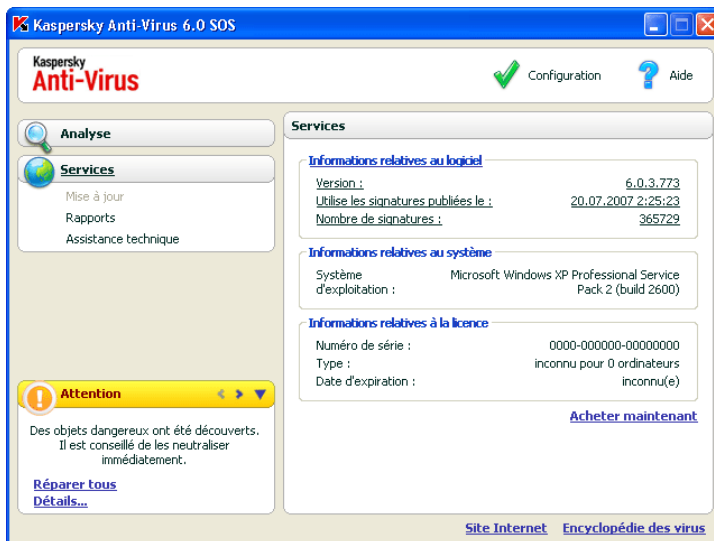 Kaspersky Anti-Virus 6.0 SOS
Kaspersky
Anti-Virus
Configuration
Aide
Analyse
Services
Mise à jour
Rapports
Assistance technique
Attention
Des objets dangereux ont été découverts.
Il est conseillé de les neutraliser
immédiatement.
Réparer tous
Détails...
Services
Informations relatives au logiciel
Version : 6.0.3.773
Utilise les signatures publiées le : 20.07.2007 2:25:23
Nombre de signatures : 365729
Informations relatives au système
Système Microsoft Windows XP Professional Service
d'exploitation : Pack 2 (build 2600)
Informations relatives à la licence
Numéro de série : 0000-000000-00000000
Type : inconnu pour 0 ordinateurs
Date d'expiration : inconnu(e)
Acheter maintenant
Site Internet Encyclopédie des virus